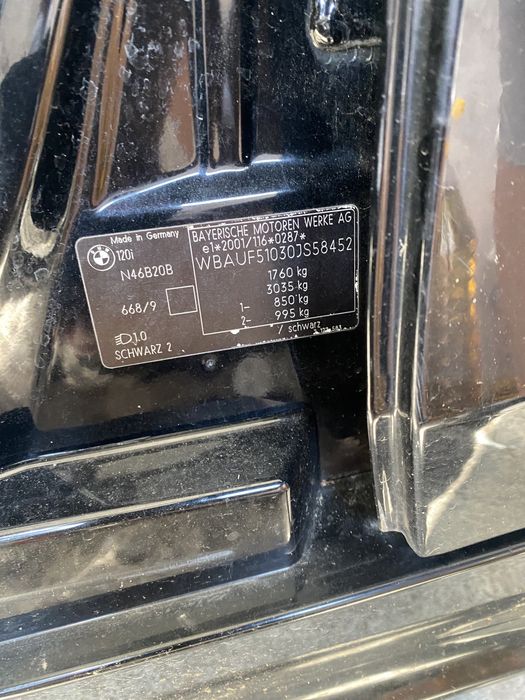 BMW
Made in Germany
120i
N46B20B
668/9
1.0
SCHWARZ 2
BAYERISCHE MOTOREN WERKE AG
e1*2001/116*0287*
WBAUF51030JS58452
1760 kg
3035 kg
1- 850 kg
2- 995 kg
/ schwarz